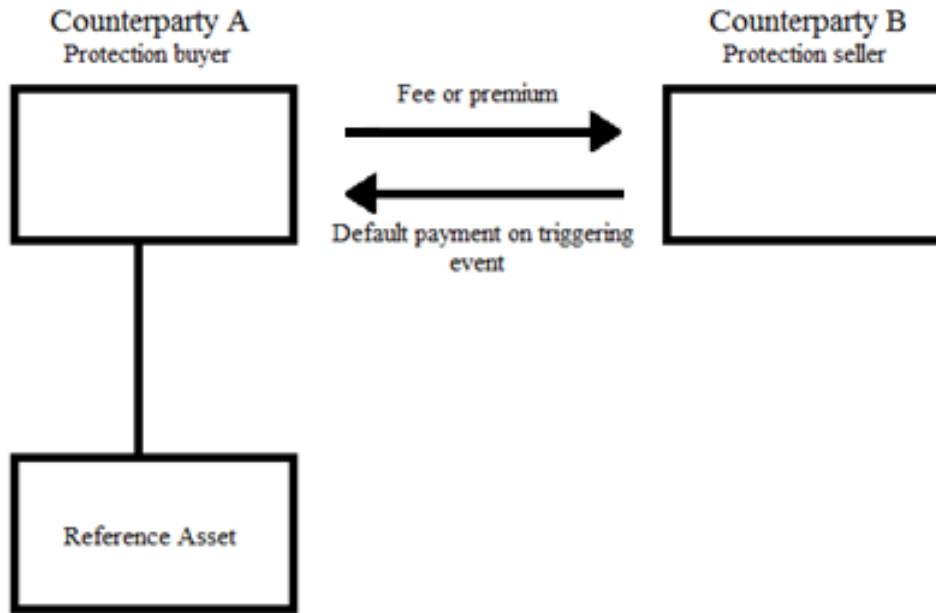 Counterparty A
Protection buyer
Counterparty B
Protection seller
Fee or premium
Default payment on triggering
event
Reference Asset